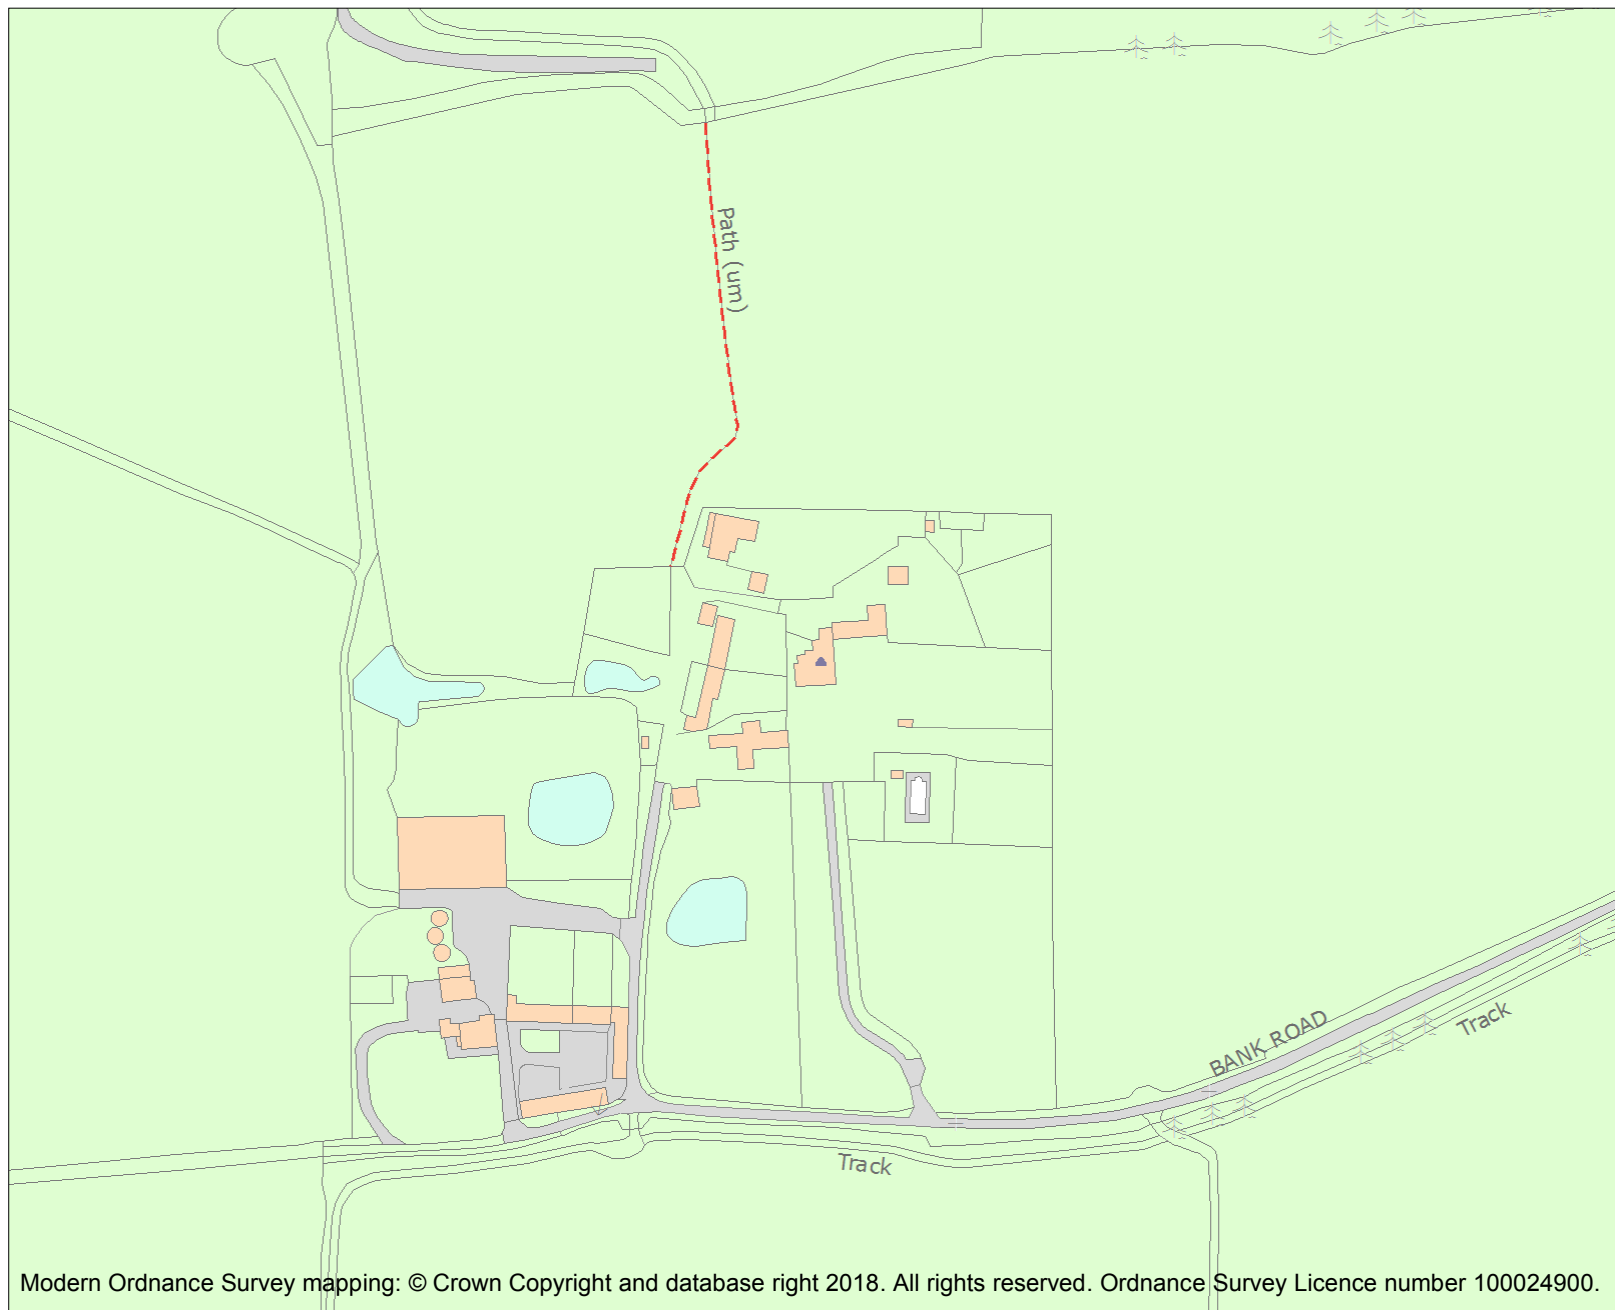 Path (um)
BANK ROAD
Track
Track
Modern Ordnance Survey mapping: © Crown Copyright and database right 2018. All rights reserved. Ordnance Survey Licence number 100024900.